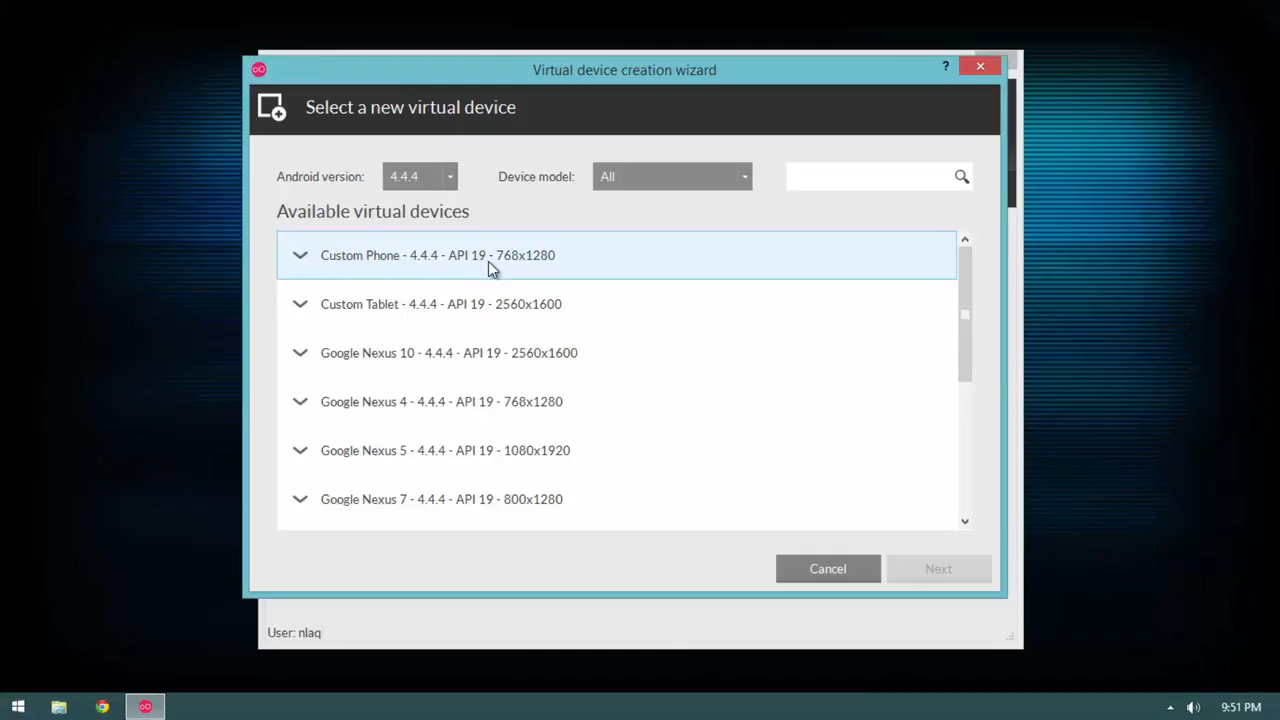 Virtual device creation wizard
?
Select a new virtual device
Android version: 4.4.4 Device model: All
Available virtual devices
Custom Phone - 4.4.4 - API 19 - 768x1280
Custom Tablet - 4.4.4 - API 19 - 2560x1600
Google Nexus 10 - 4.4.4 - API 19 - 2560x1600
Google Nexus 4 - 4.4.4 - API 19 - 768x1280
Google Nexus 5 - 4.4.4 - API 19 - 1080x1920
Google Nexus 7 - 4.4.4 - API 19 - 800x1280
Cancel Next
User: nlaq
9:51 PM